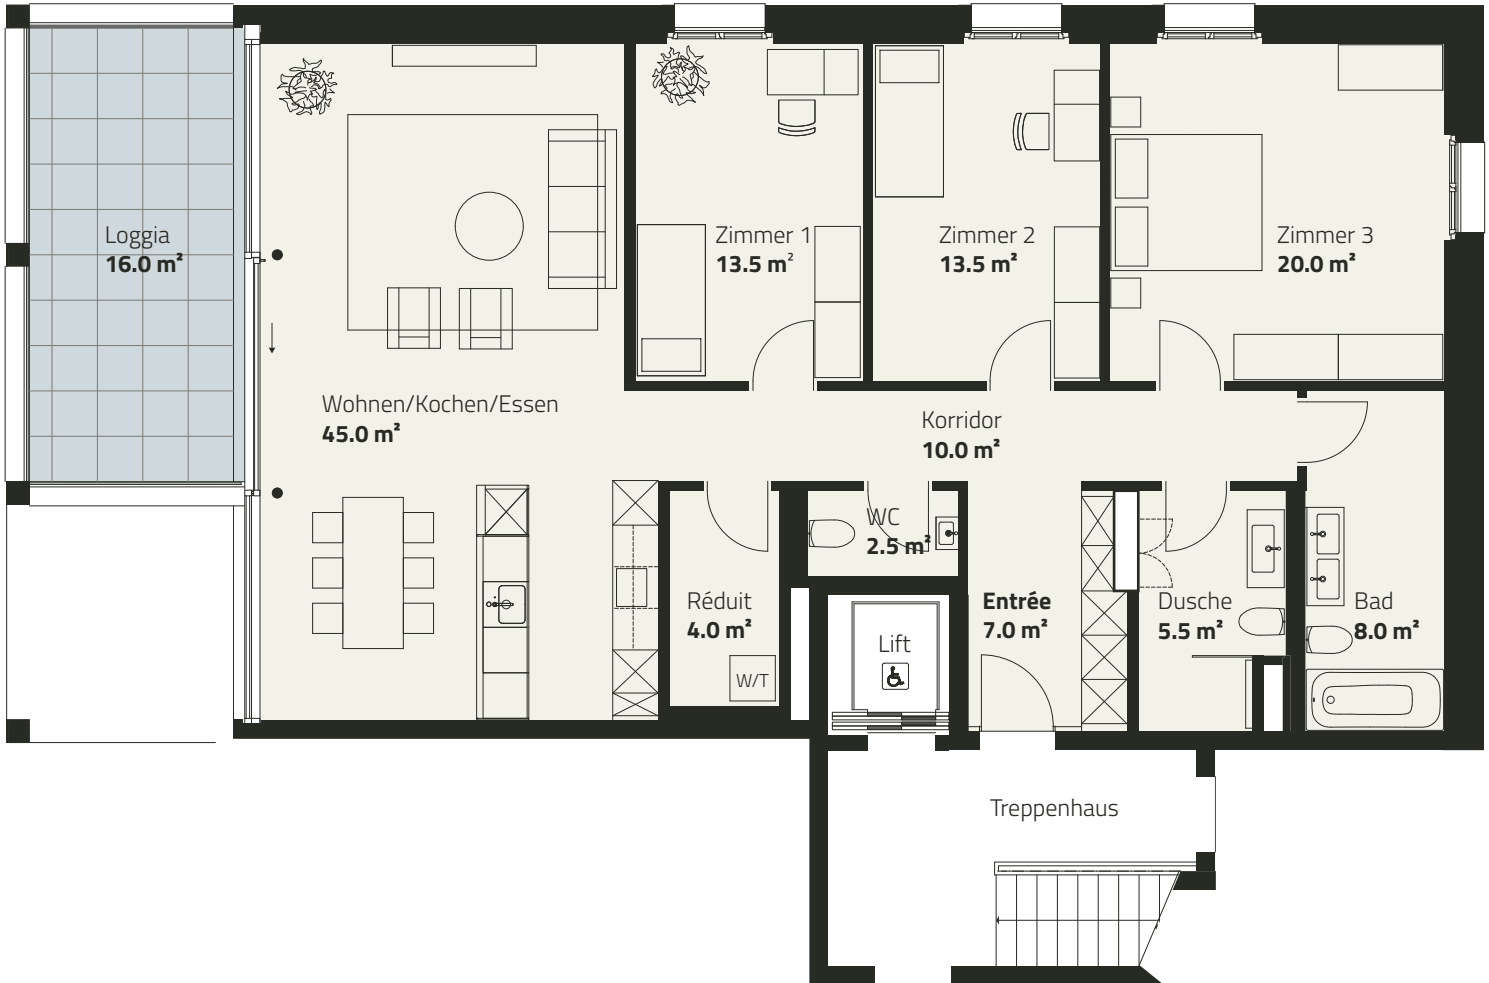 Loggia
16.0 m²
Zimmer 1
13.5 m²
Zimmer 2
13.5 m²
Zimmer 3
20.0 m²
Wohnen/Kochen/Essen
45.0 m²
Korridor
10.0 m²
WC
2.5 m²
Réduit
4.0 m²
W/T
Lift
Entrée
7.0 m²
Dusche
5.5 m²
Bad
8.0 m²
Treppenhaus